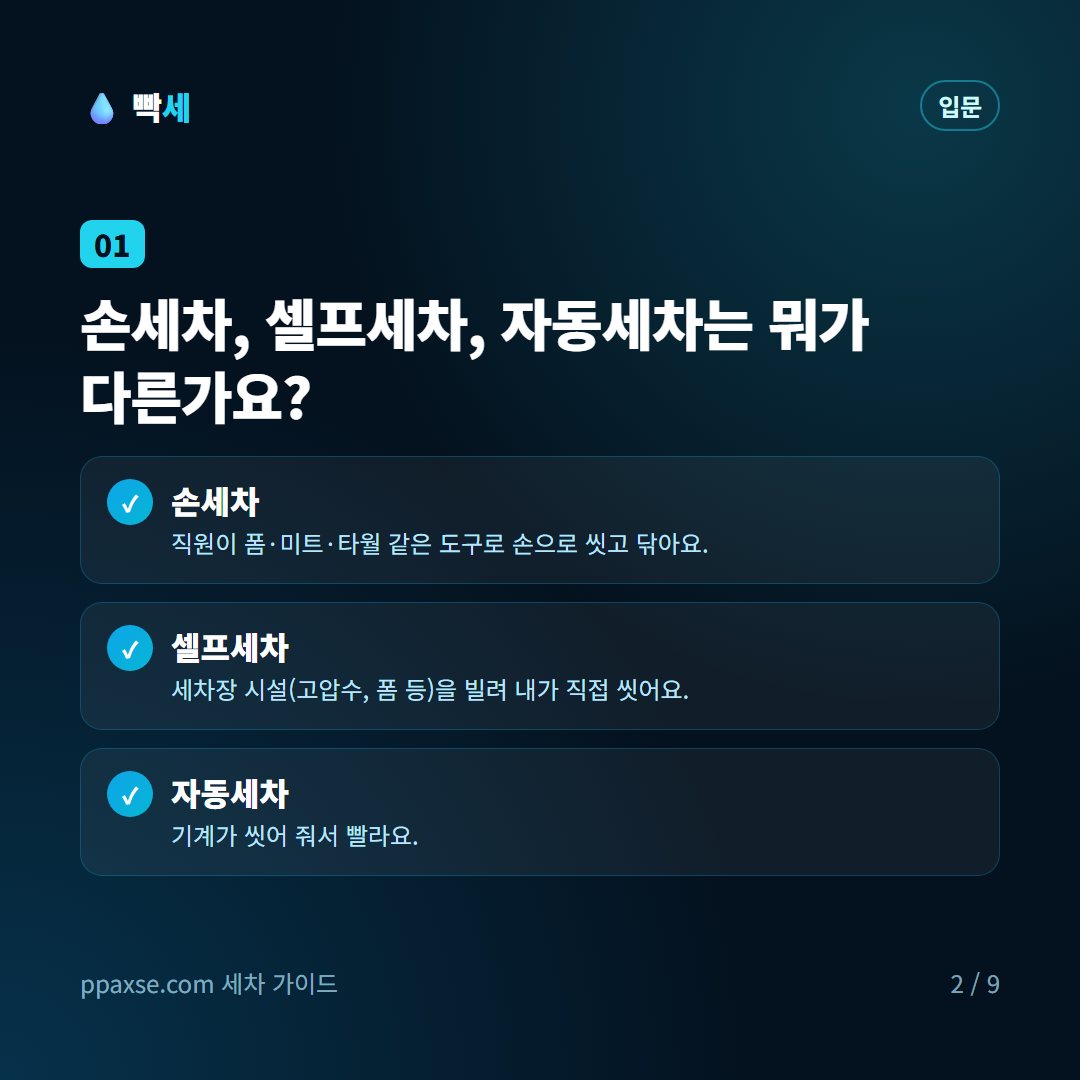 빡세
입문
01
손세차, 셀프세차, 자동세차는 뭐가
다른가요?
✓ 손세차
직원이 폼·미트·타월 같은 도구로 손으로 씻고 닦아요.
✓ 셀프세차
세차장 시설(고압수, 폼 등)을 빌려 내가 직접 씻어요.
✓ 자동세차
기계가 씻어 줘서 빨라요.
ppaxse.com 세차 가이드
2 / 9